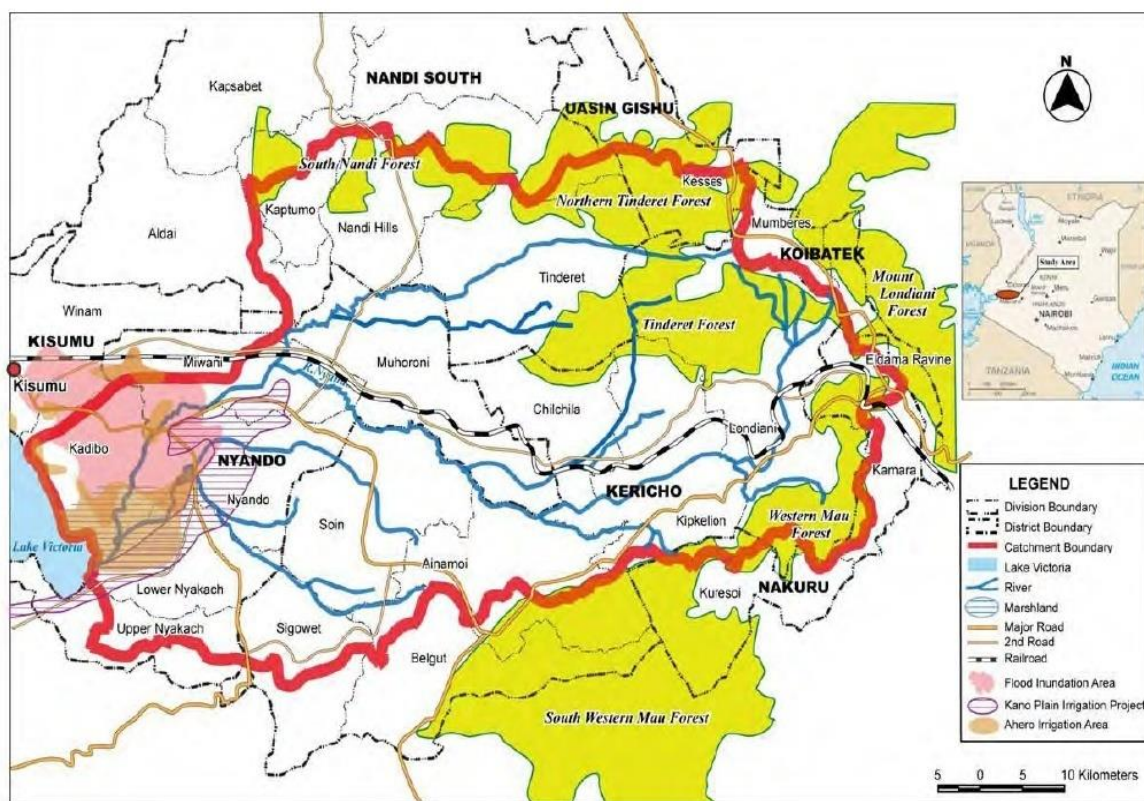 N
Kapsabet
NANDI SOUTH
UASIN GISHU
South Nandi Forest
Kesses
Northern Tinderet Forest
Kaptumo
Nandi Hills
Mumberes
Aldai
KOIBATEK
Tinderet
Mount
Londiani
Forest
Winam
Tinderet Forest
KISUMU
Kisumu
Miwani
Muhoroni
Eldama Ravine
Chilchila
Londiani
Kadibo
NYANDO
Nyando
KERICHO
Kamara
Soin
Kipkelion
Western Mau
Forest
Lake Victoria
Ainamoi
Lower Nyakach
Kuresoi
NAKURU
Upper Nyakach
Sigowet
Belgut
South Western Mau Forest
ETHIOPIA
UGANDA
Study Area
NAIROBI
TANZANIA
INDIAN
OCEAN
LEGEND
Division Boundary
District Boundary
Catchment Boundary
Lake Victoria
River
Marshland
Major Road
2nd Road
Railroad
Flood Inundation Area
Kano Plain Irrigation Project
Ahero Irrigation Area
5 0 5 10 Kilometers